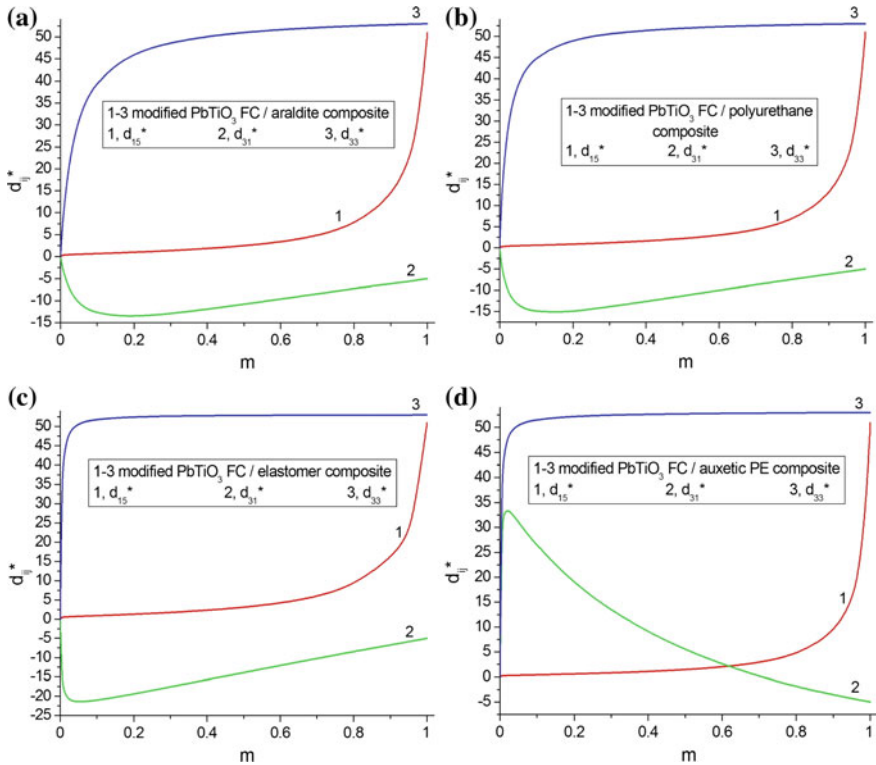 (a)
3
50
45
40
35
30
25
20
15
10
5
0
-5
-10
-15
d_ij*
1-3 modified PbTiO₃ FC / araldite composite
1, d₁₅* 2, d₃₁* 3, d₃₃*
1
2
0 0.2 0.4 0.6 0.8 1
m
(b)
3
50
45
40
35
30
25
20
15
10
5
0
-5
-10
-15
d_ij*
1-3 modified PbTiO₃ FC / polyurethane
composite
1, d₁₅* 2, d₃₁* 3, d₃₃*
1
2
0 0.2 0.4 0.6 0.8 1
m
(c)
3
50
45
40
35
30
25
20
15
10
5
0
-5
-10
-15
-20
-25
d_ij*
1-3 modified PbTiO₃ FC / elastomer composite
1, d₁₅* 2, d₃₁* 3, d₃₃*
1
2
0 0.2 0.4 0.6 0.8 1
m
(d)
3
50
45
40
35
30
25
20
15
10
5
0
-5
d_ij*
1-3 modified PbTiO₃ FC / auxetic PE composite
1, d₁₅* 2, d₃₁* 3, d₃₃*
1
2
0 0.2 0.4 0.6 0.8 1
m